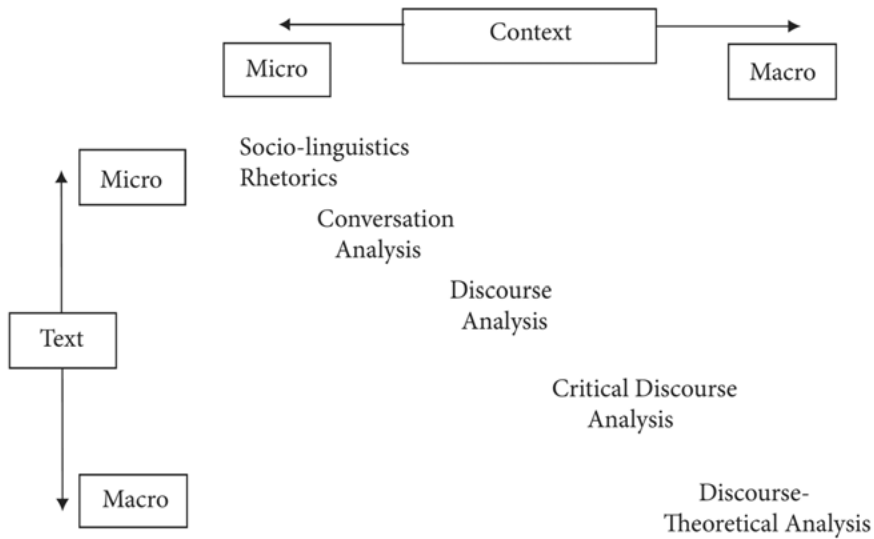 Context
Micro
Macro
Socio-linguistics
Rhetorics
Micro
Conversation
Analysis
Discourse
Analysis
Text
Critical Discourse
Analysis
Macro
Discourse-
Theoretical Analysis